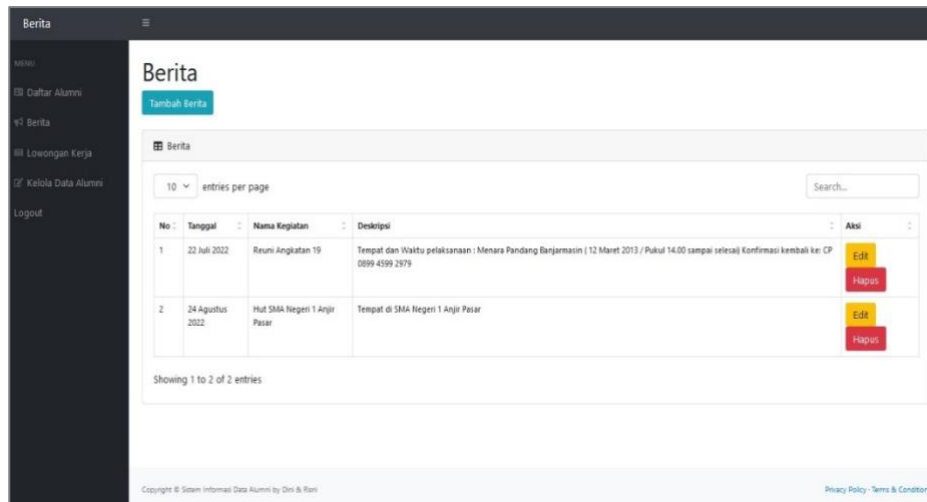 Berita
MENU
Daftar Alumni
Berita
Lowongan Kerja
Kelola Data Alumni
Logout
Berita
Tambah Berita
Berita
10 entries per page
Search...
No Tanggal Nama Kegiatan Deskripsi Aksi
1 22 Juli 2022 Reuni Angkatan 19 Tempat dan Waktu pelaksanaan : Menara Pandang Banjarmasin ( 12 Maret 2013 / Pukul 14.00 sampai selesai) Konfirmasi kembali ke: CP Edit
0899 4599 2979
Hapus
2 24 Agustus Hut SMA Negeri 1 Anjir Tempat di SMA Negeri 1 Anjir Pasar Edit
2022 Pasar
Hapus
Showing 1 to 2 of 2 entries
Copyright © Sistem Informasi Data Alumni by Dini & Rioni Privacy Policy · Terms & Condition